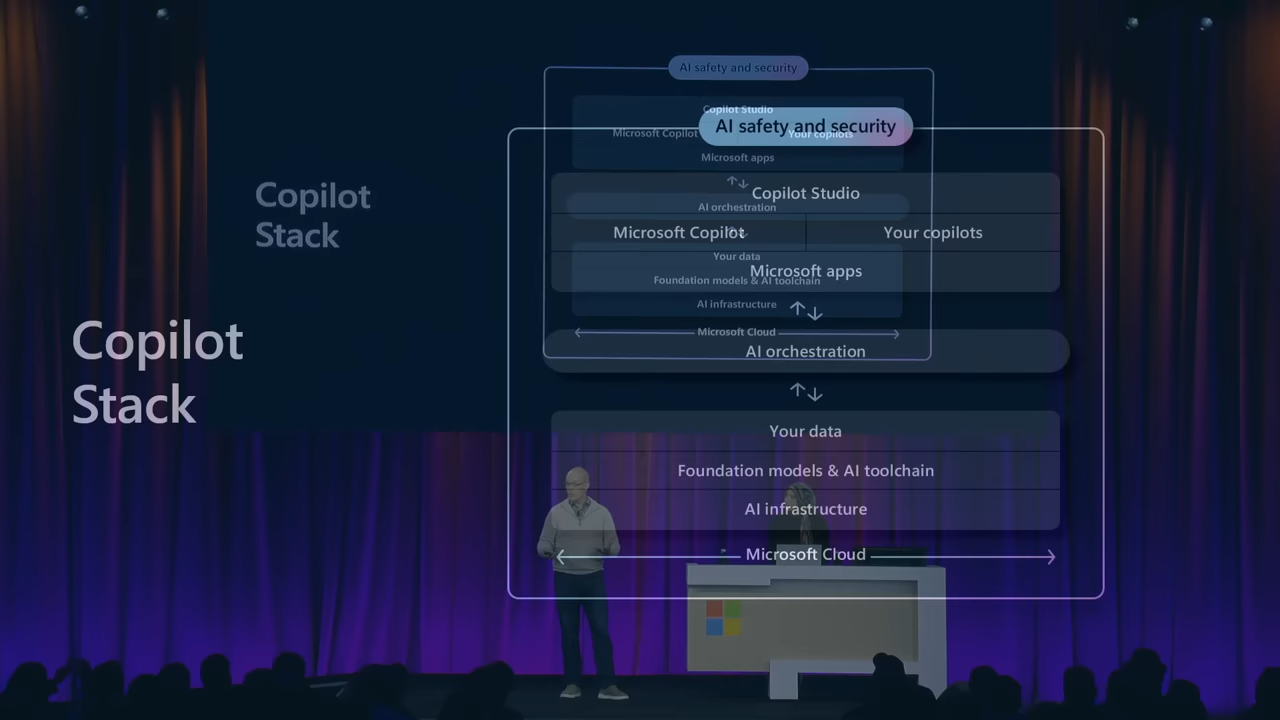 AI safety and security
Copilot Studio
Microsoft Copilot
Your copilots
Microsoft apps
AI orchestration
Your data
Foundation models & AI toolchain
AI infrastructure
Microsoft Cloud
Copilot
Stack
Copilot
Stack
AI safety and security
Copilot Studio
Microsoft Copilot
Your copilots
Microsoft apps
AI orchestration
Your data
Foundation models & AI toolchain
AI infrastructure
Microsoft Cloud